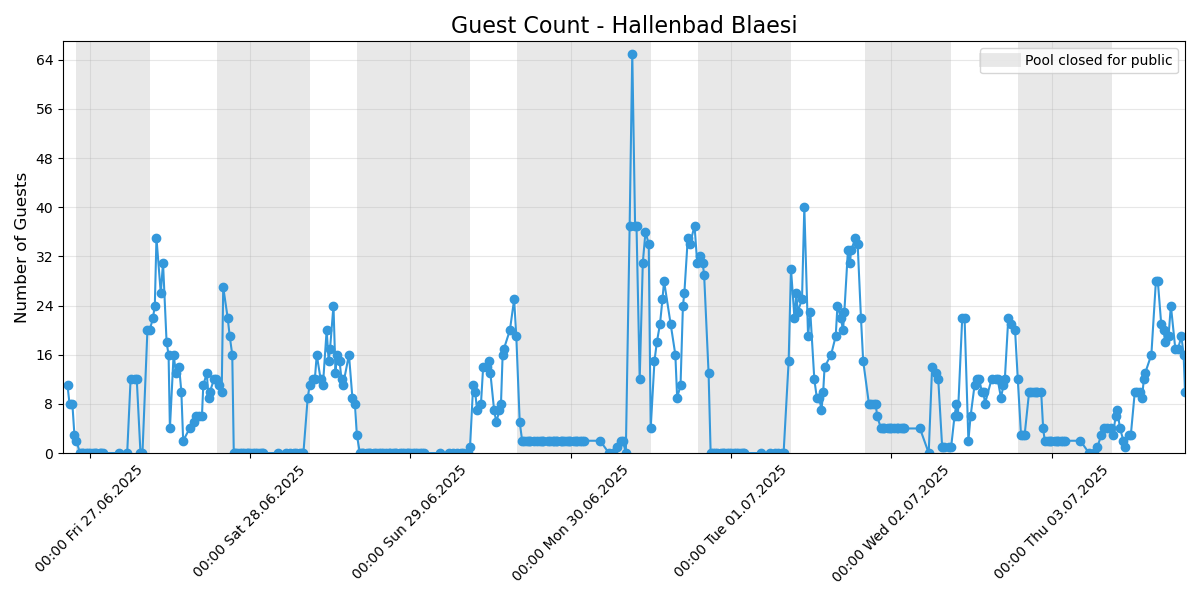 Guest Count - Hallenbad Blaesi
Pool closed for public
Number of Guests
64
56
48
40
32
24
16
8
0
00:00 Fri 27.06.2025
00:00 Sat 28.06.2025
00:00 Sun 29.06.2025
00:00 Mon 30.06.2025
00:00 Tue 01.07.2025
00:00 Wed 02.07.2025
00:00 Thu 03.07.2025